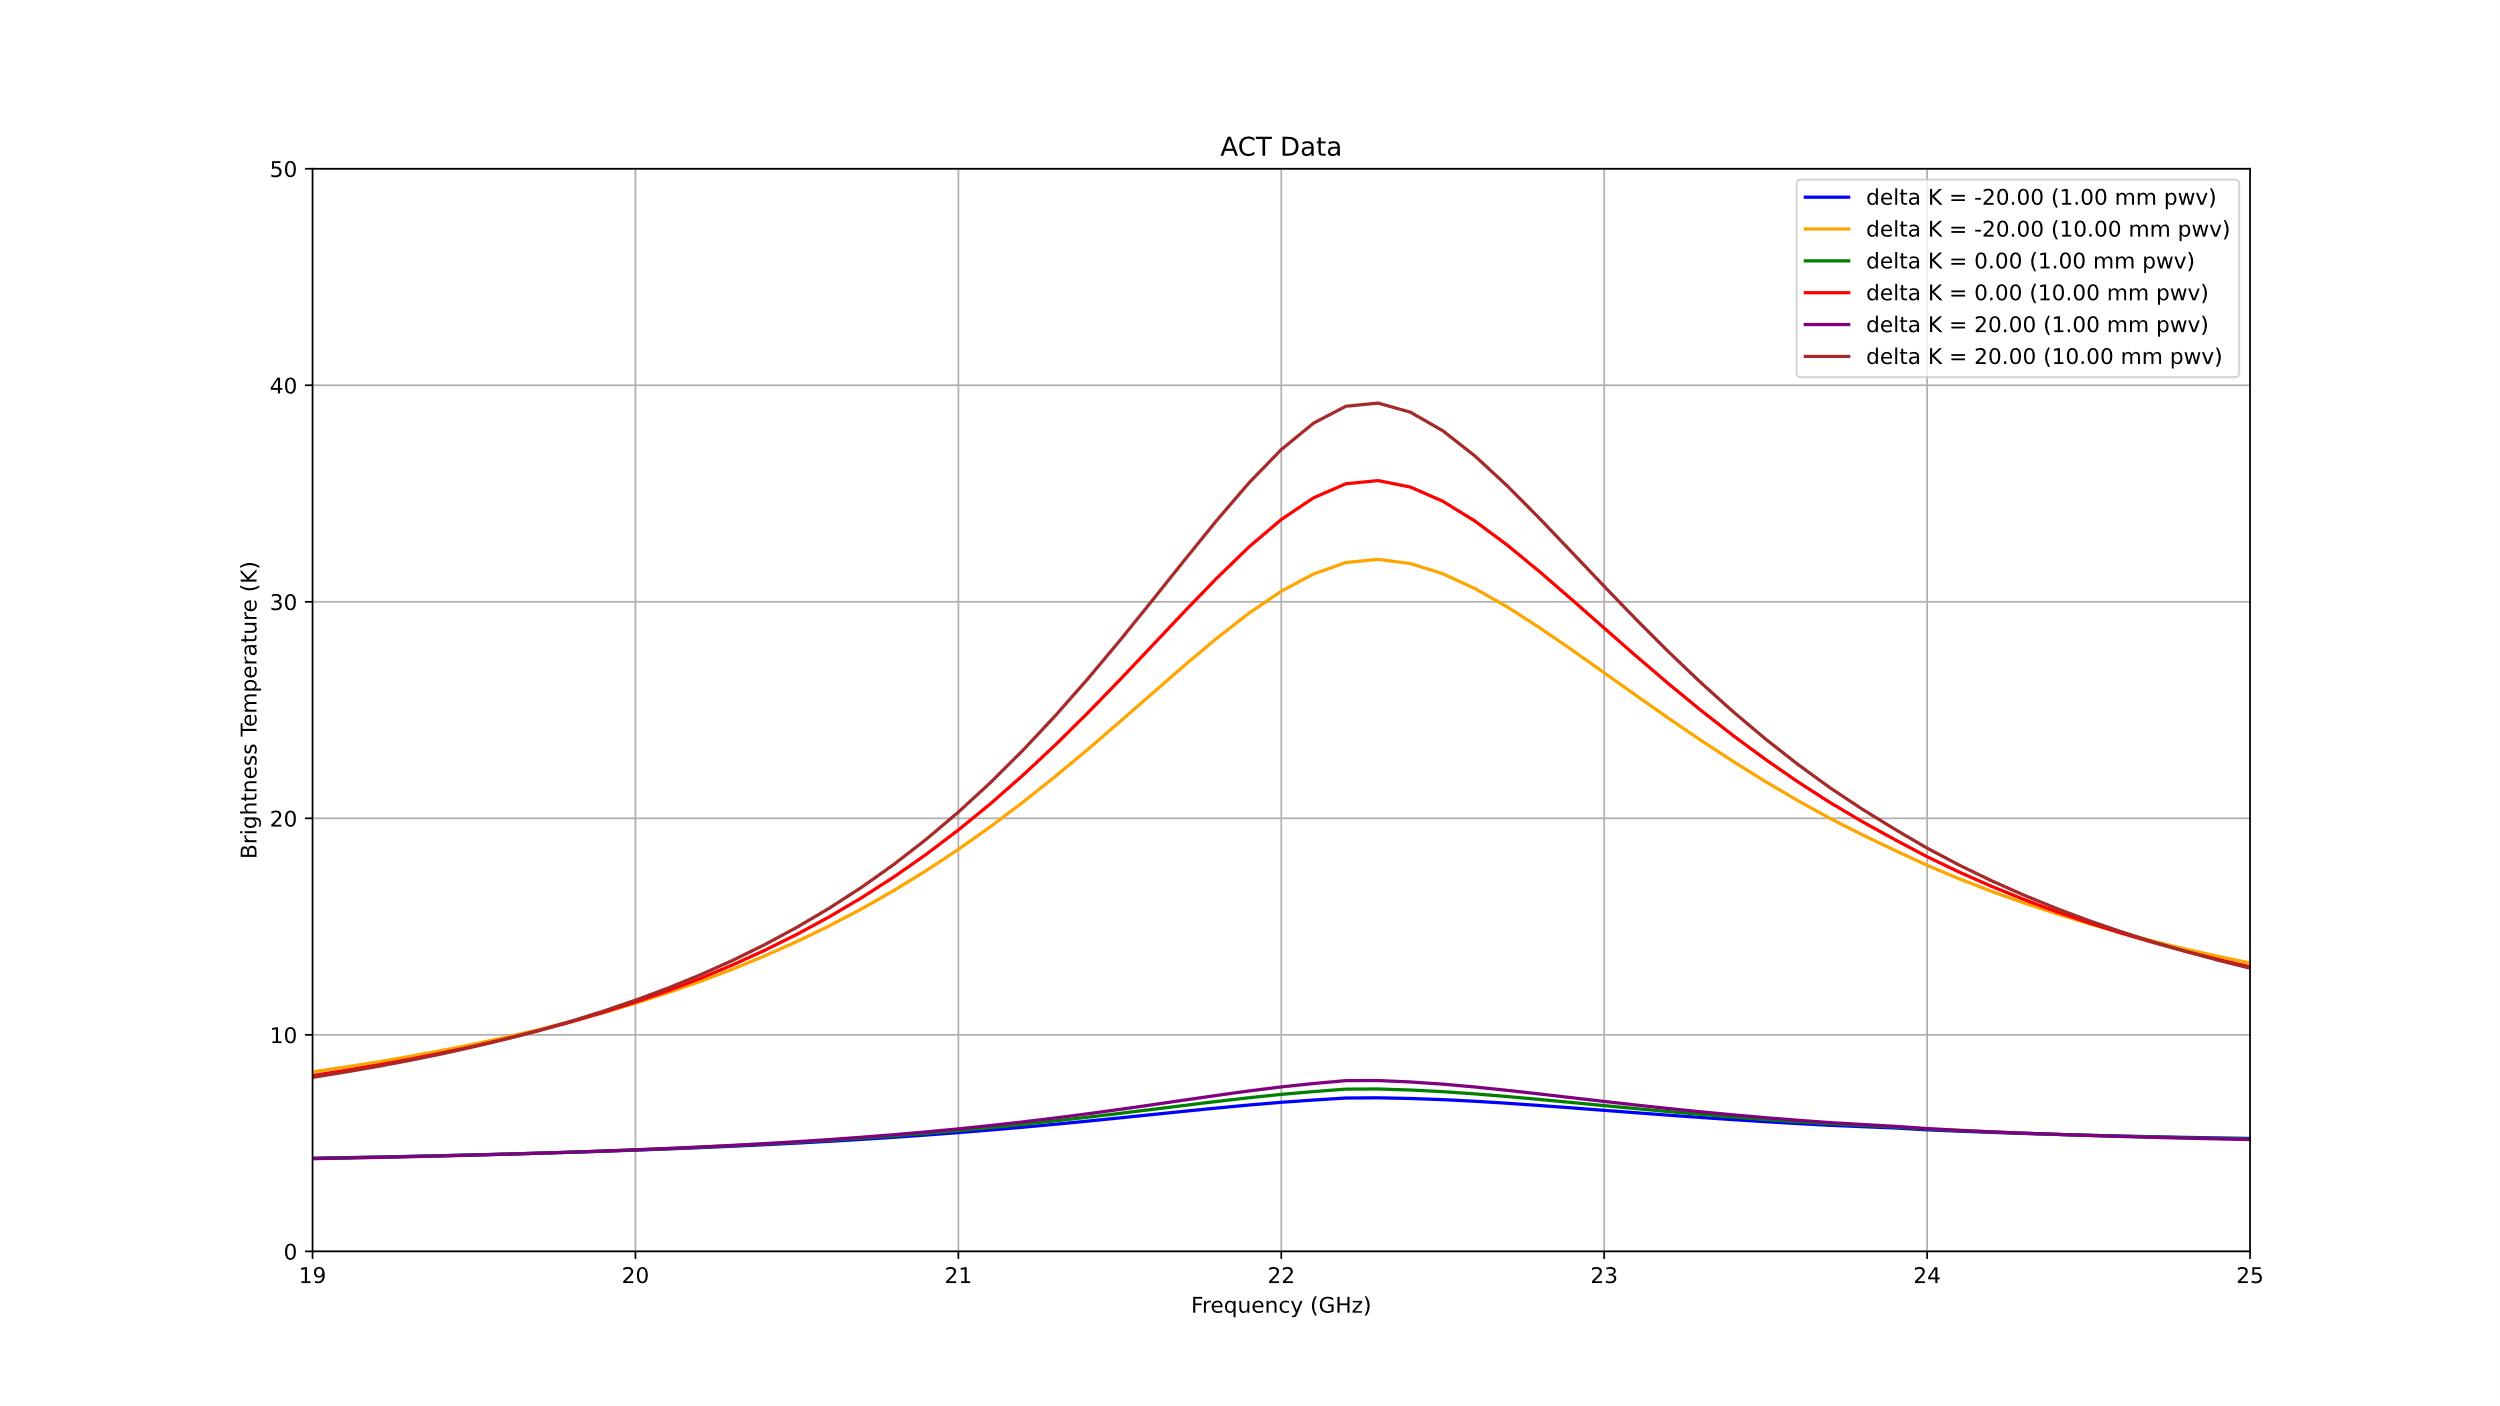 ACT Data
50
40
30
20
10
0
Brightness Temperature (K)
delta K = -20.00 (1.00 mm pwv)
delta K = -20.00 (10.00 mm pwv)
delta K = 0.00 (1.00 mm pwv)
delta K = 0.00 (10.00 mm pwv)
delta K = 20.00 (1.00 mm pwv)
delta K = 20.00 (10.00 mm pwv)
19 20 21 22 23 24 25
Frequency (GHz)